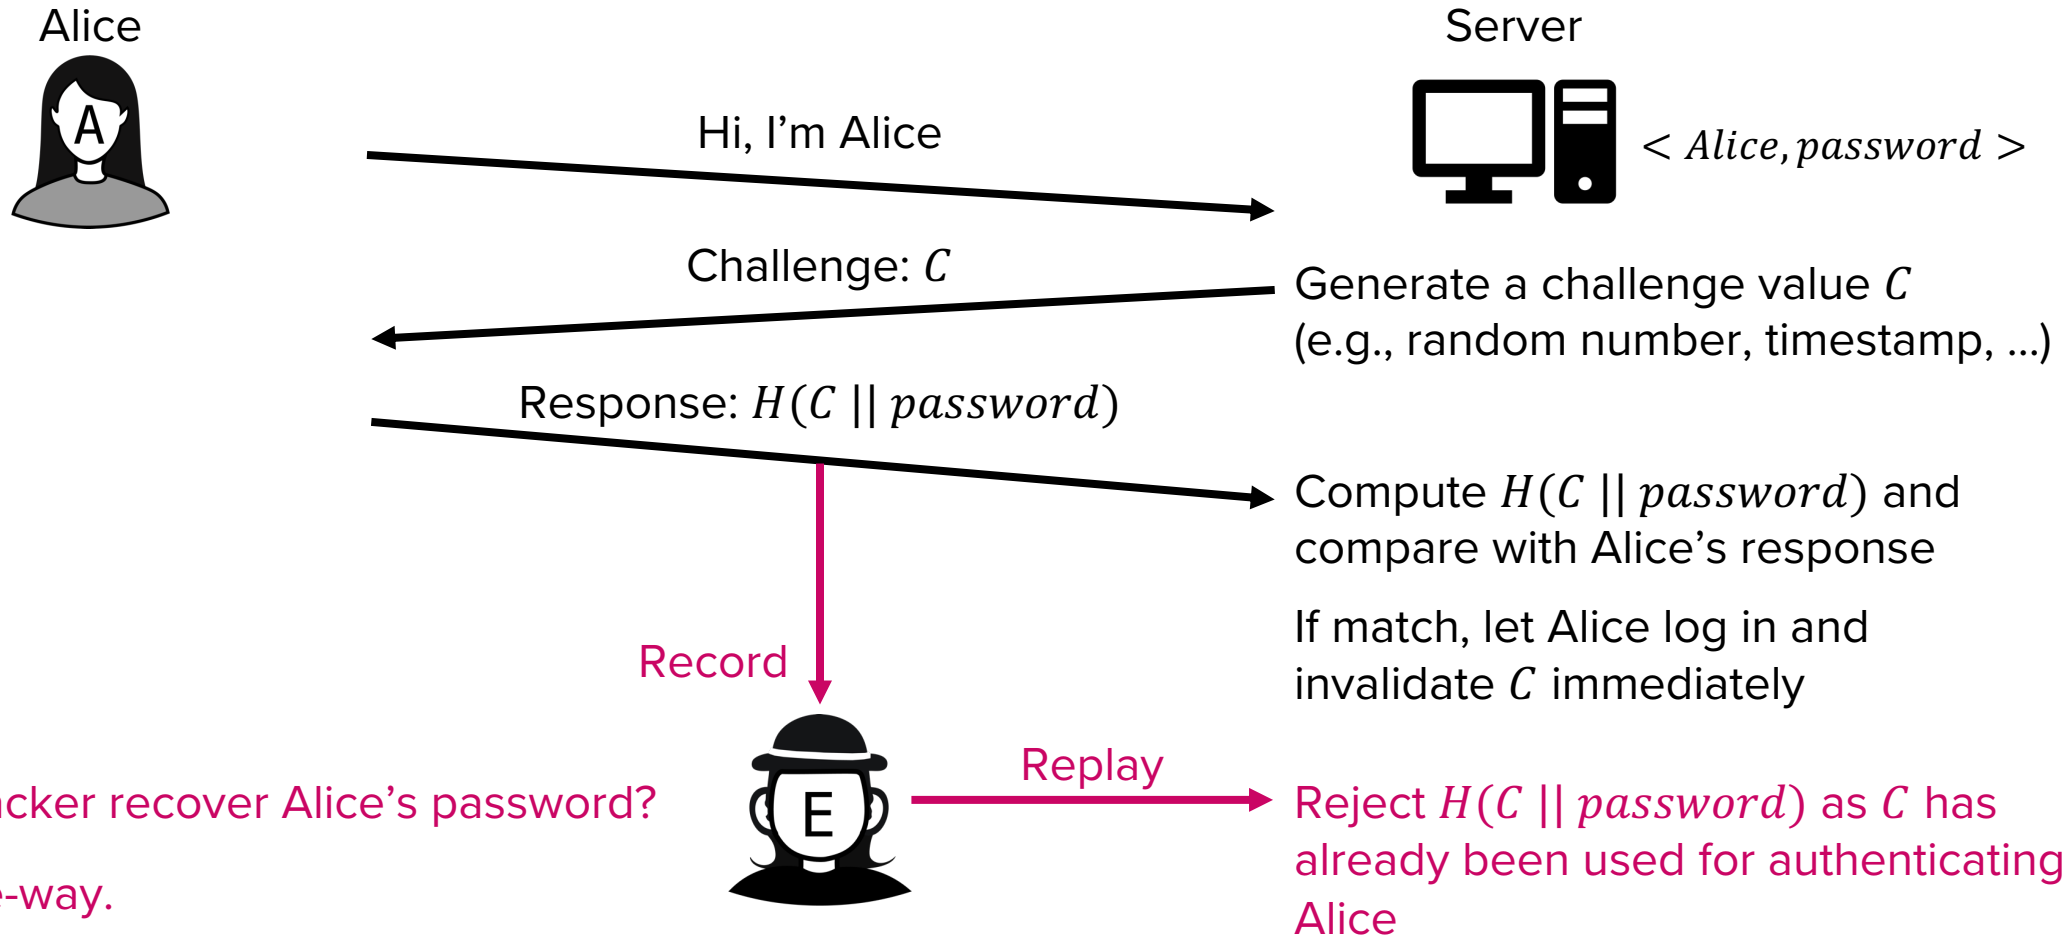 Alice
Server
A
Hi, I'm Alice
< Alice, password >
Challenge: C
Generate a challenge value C
(e.g., random number, timestamp, ...)
Response: H(C || password)
Compute H(C || password) and
compare with Alice's response
If match, let Alice log in and
invalidate C immediately
Record
Replay
recover Alice's password?
E
Reject H(C || password) as C has
already been used for authenticating
Alice
-way.